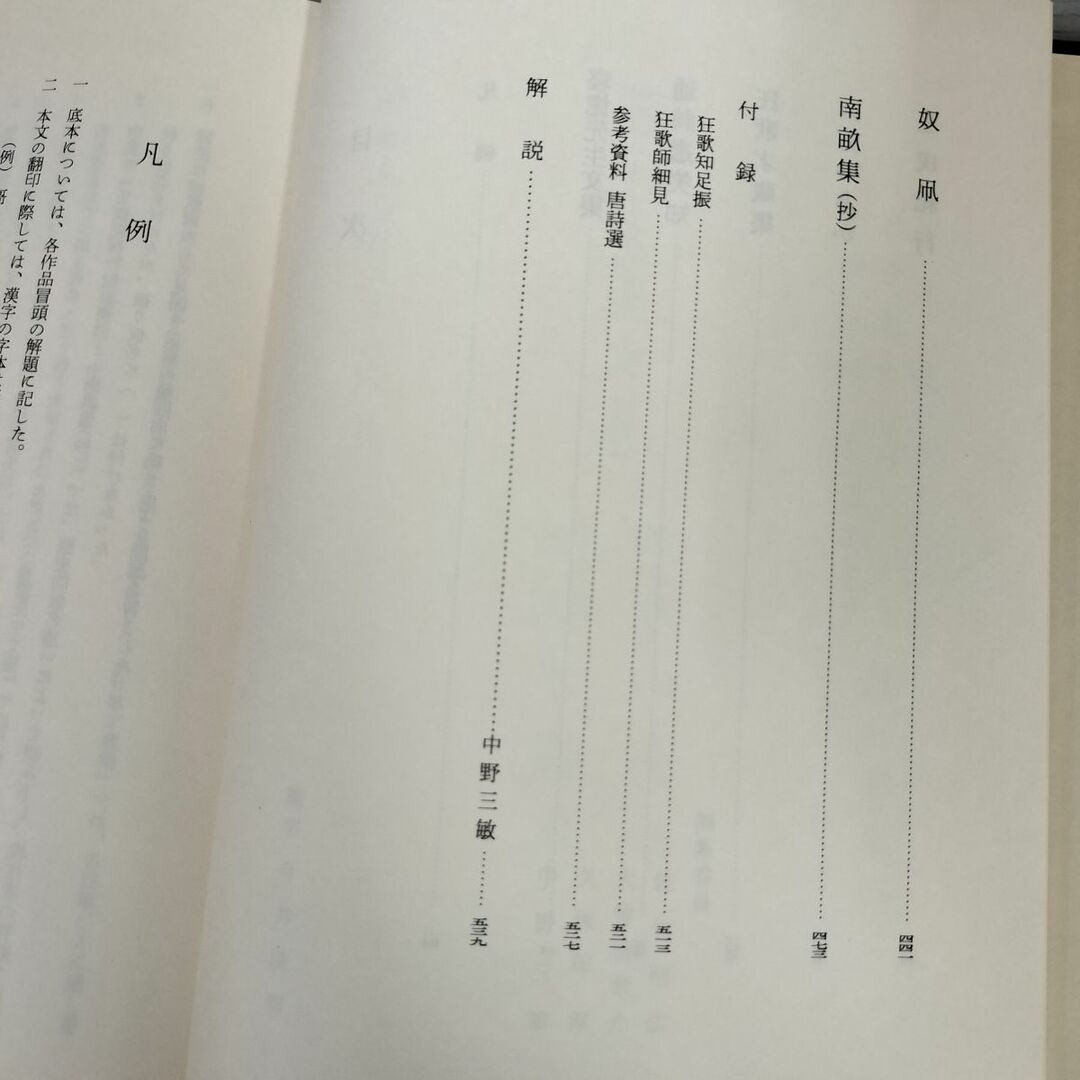 奴凧……四四一
南畝集(抄)……四七三
付録
狂歌知足振……五一三
狂歌師細見……五二一
参考資料 唐詩選……五二七
解説……中野三敏……五三九
凡例
一 底本については、各作品冒頭の解題に記した。
二 本文の翻印に際しては、漢字の字体
(例)